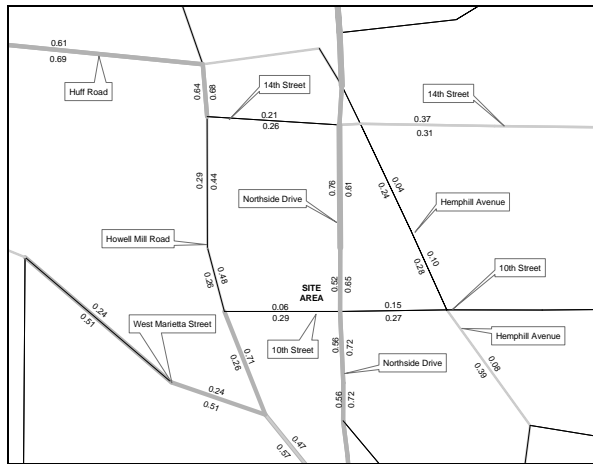 0.61
0.69
Huff Road
0.64
0.68
14th Street
0.21
0.26
14th Street
0.37
0.31
0.29
0.44
0.76
0.61
0.04
0.24
Northside Drive
Hemphill Avenue
Howell Mill Road
0.48
0.26
0.52
0.65
0.10
0.28
10th Street
SITE
AREA
0.06
0.29
0.15
0.27
0.24
0.51
West Marietta Street
10th Street
Hemphill Avenue
0.56
0.72
0.71
0.26
Northside Drive
0.08
0.39
0.24
0.51
0.56
0.72
0.47
0.57